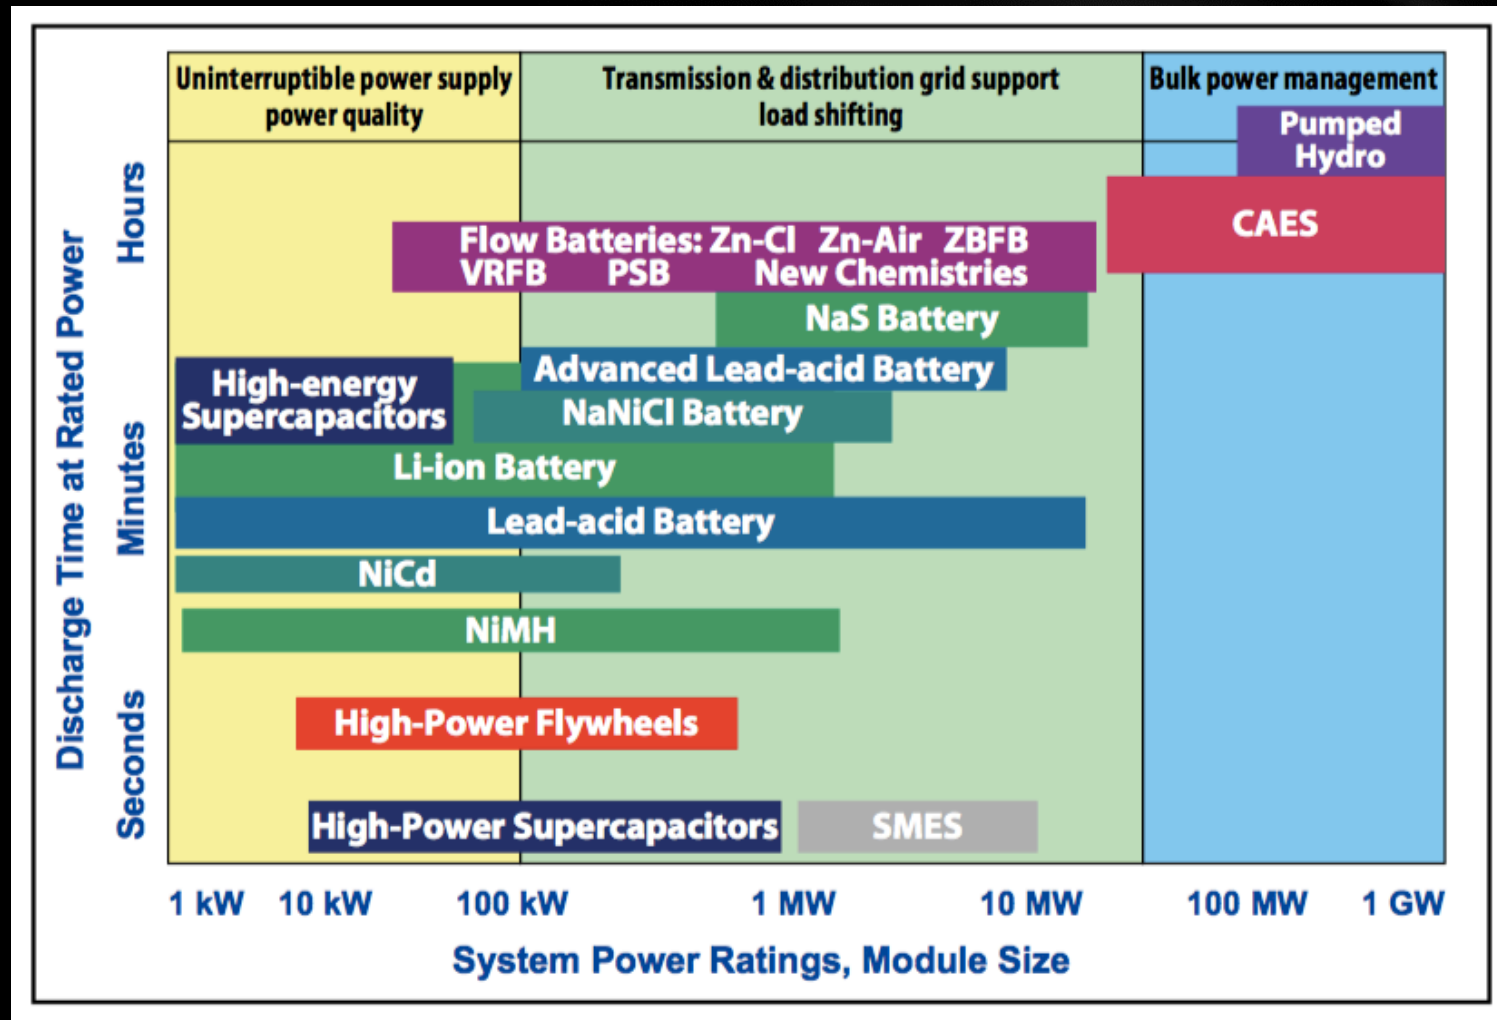 Uninterruptible power supply
power quality
Transmission & distribution grid support
load shifting
Bulk power management
Pumped
Hydro
CAES
Flow Batteries: Zn-Cl Zn-Air ZBFB
VRFB PSB New Chemistries
NaS Battery
Advanced Lead-acid Battery
High-energy
Supercapacitors
NaNiCl Battery
Li-ion Battery
Lead-acid Battery
NiCd
NiMH
High-Power Flywheels
High-Power Supercapacitors
SMES
Discharge Time at Rated Power
Hours
Minutes
Seconds
1 kW 10 kW 100 kW 1 MW 10 MW 100 MW 1 GW
System Power Ratings, Module Size